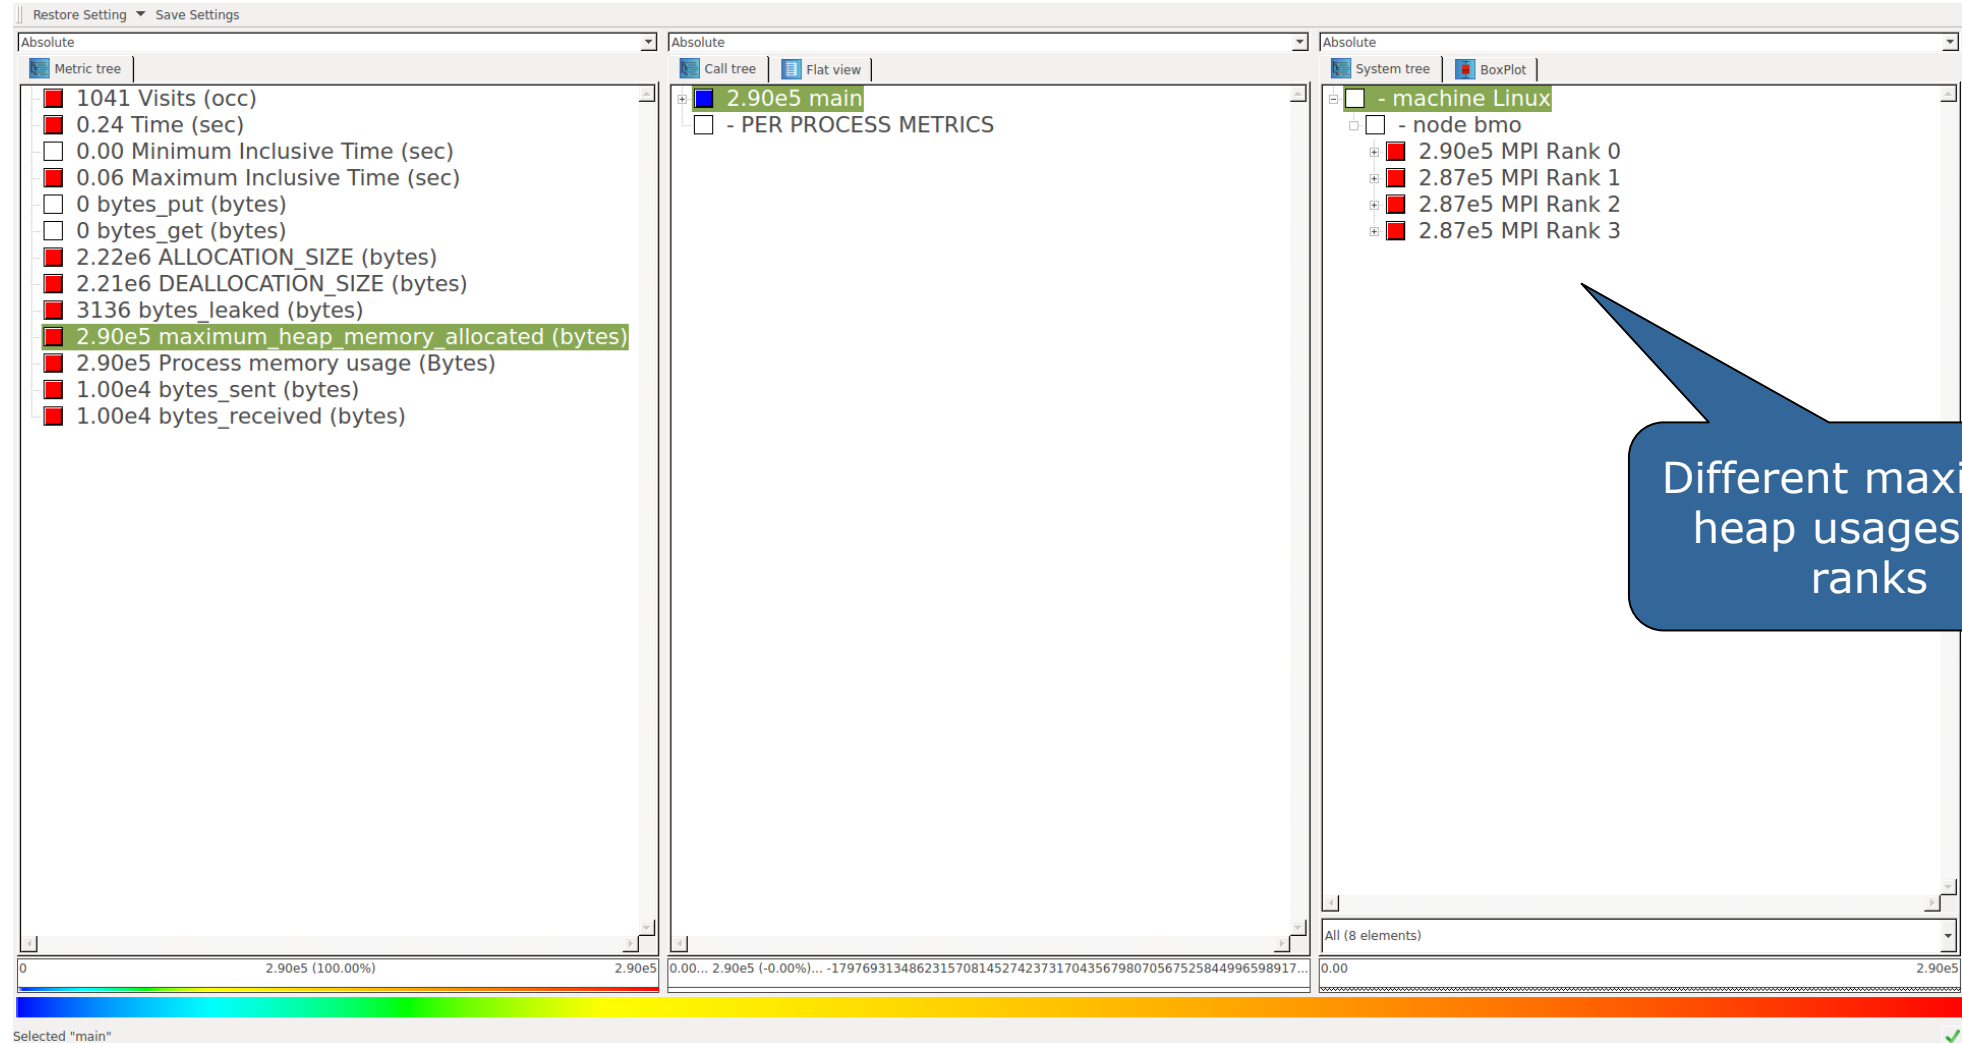 Restore Setting Save Settings
Absolute
Metric tree
1041 Visits (occ)
0.24 Time (sec)
0.00 Minimum Inclusive Time (sec)
0.06 Maximum Inclusive Time (sec)
0 bytes_put (bytes)
0 bytes_get (bytes)
2.22e6 ALLOCATION_SIZE (bytes)
2.21e6 DEALLOCATION_SIZE (bytes)
3136 bytes_leaked (bytes)
2.90e5 maximum_heap_memory_allocated (bytes)
2.90e5 Process memory usage (Bytes)
1.00e4 bytes_sent (bytes)
1.00e4 bytes_received (bytes)
0 2.90e5 (100.00%) 2.90e5
Absolute
Call tree Flat view
2.90e5 main
- PER PROCESS METRICS
0.00... 2.90e5 (-0.00%)... -17976931348623157081452742373170435679807056752584499659891​7...
Absolute
System tree BoxPlot
- machine Linux
- node bmo
2.90e5 MPI Rank 0
2.87e5 MPI Rank 1
2.87e5 MPI Rank 2
2.87e5 MPI Rank 3
Different
heap usages
ranks
All (8 elements)
0.00 2.90e5
Selected "main"